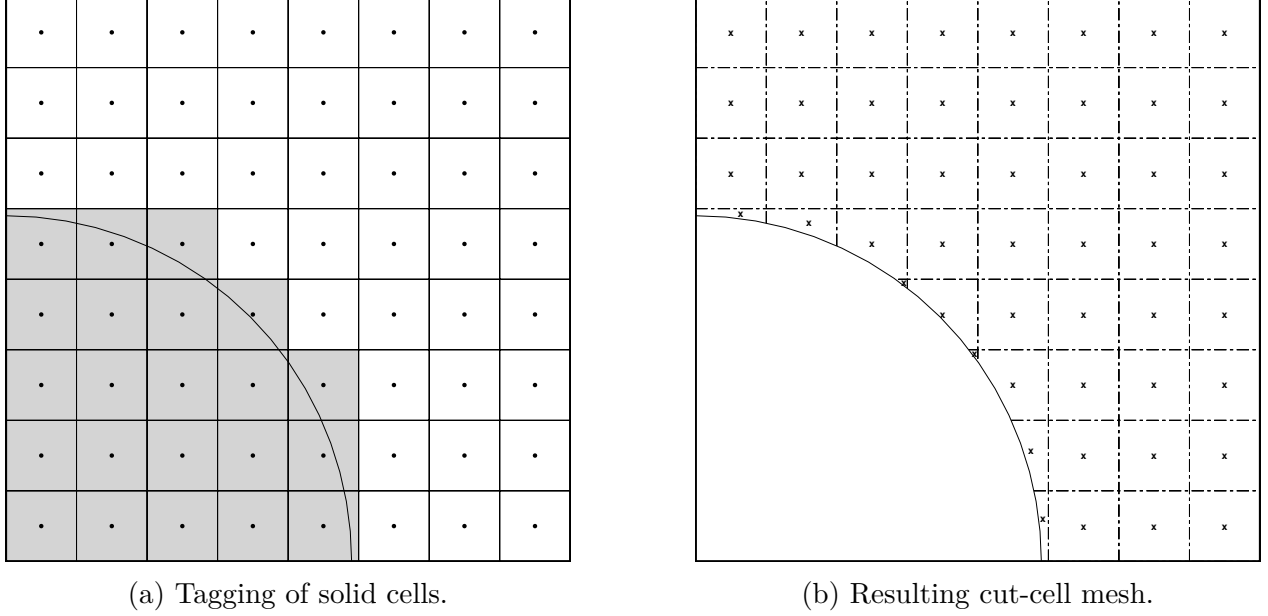 (a) Tagging of solid cells.
(b) Resulting cut-cell mesh.